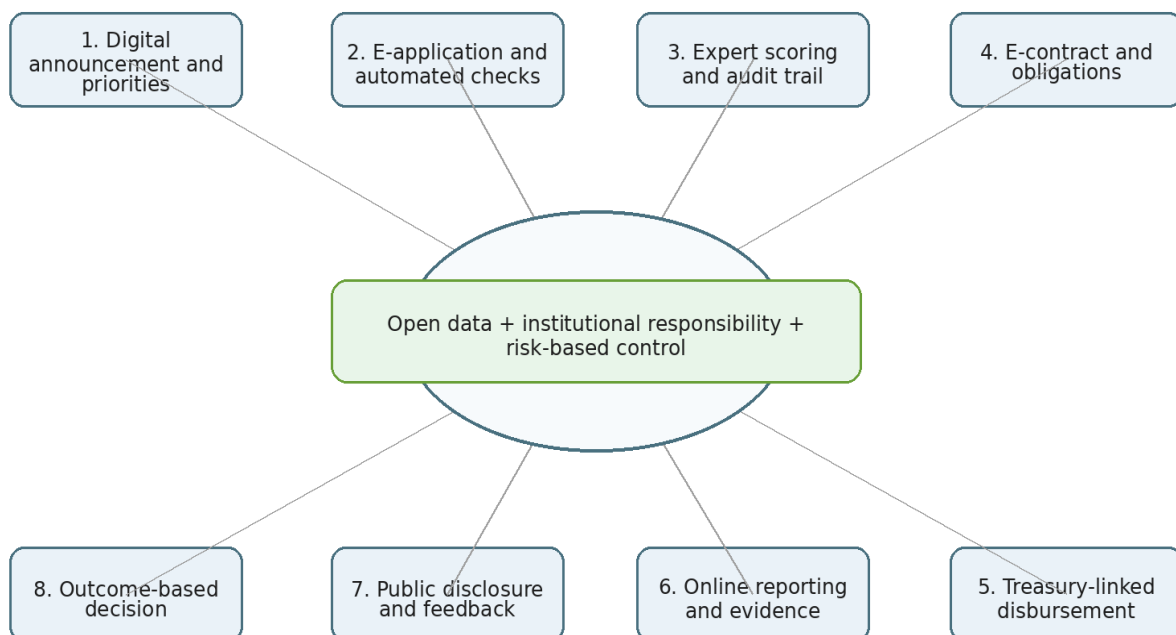 1. Digital
announcement and
priorities
2. E-application and
automated checks
3. Expert scoring
and audit trail
4. E-contract and
obligations
Open data + institutional responsibility +
risk-based control
8. Outcome-based
decision
7. Public disclosure
and feedback
6. Online reporting
and evidence
5. Treasury-linked
disbursement